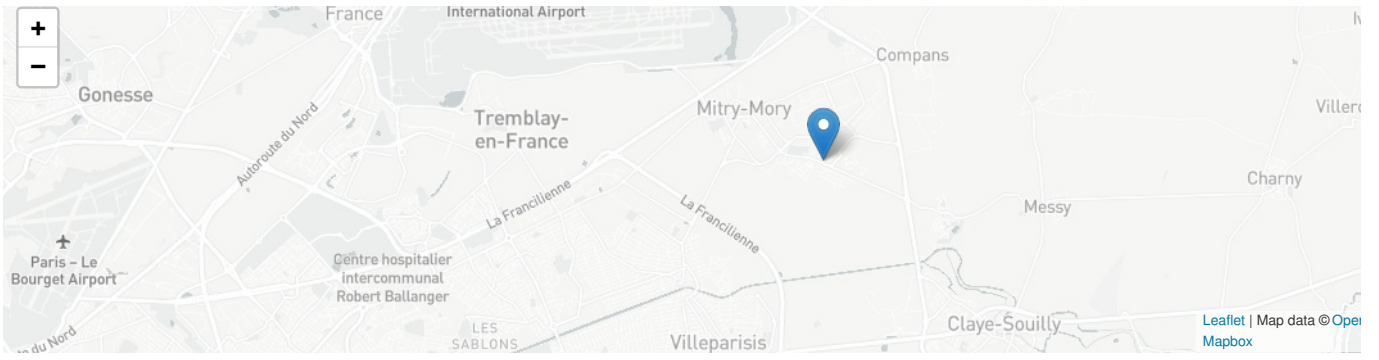 +
−
France
International Airport
Compans
Gonesse
Mitry-Mory
Tremblay-
en-France
Autoroute du Nord
La Francilienne
La Francilienne
Charny
Messy
Paris – Le
Bourget Airport
Centre hospitalier
intercommunal
Robert Ballanger
LES
SABLONS
Villeparisis
Claye-Souilly
du Nord
Leaflet | Map data ©
Mapbox